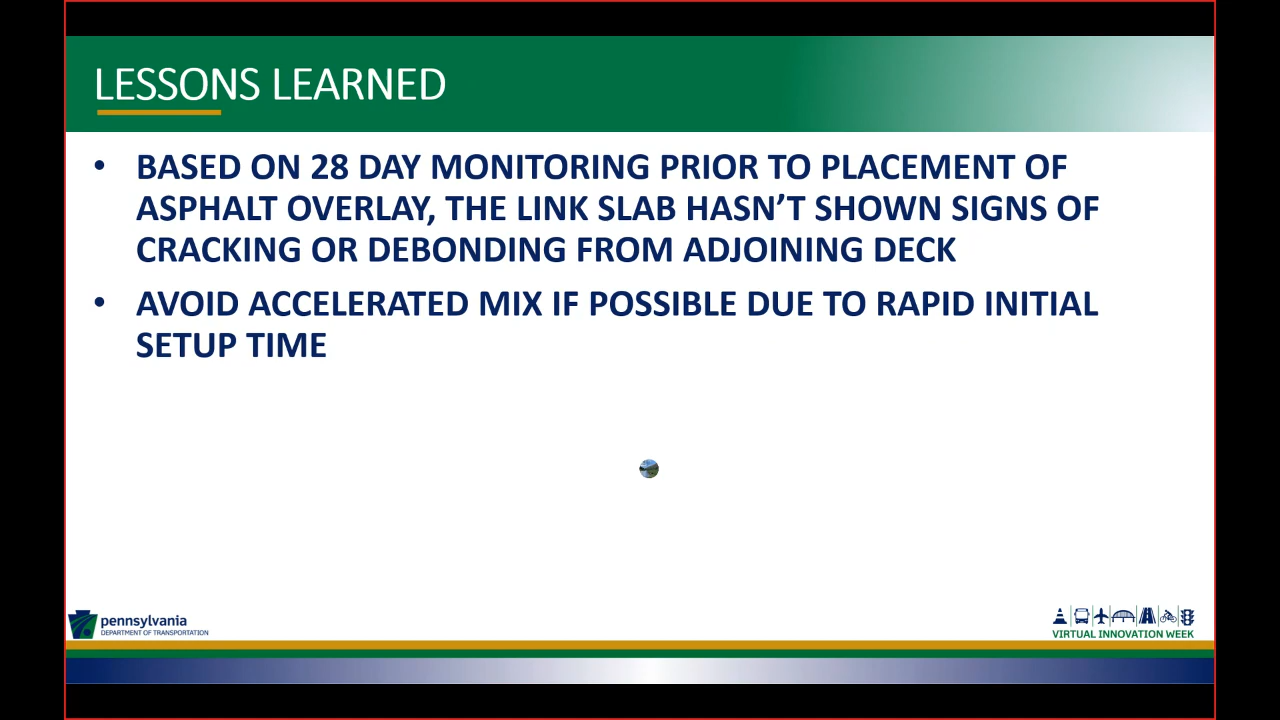 LESSONS LEARNED
• BASED ON 28 DAY MONITORING PRIOR TO PLACEMENT OF
ASPHALT OVERLAY, THE LINK SLAB HASN’T SHOWN SIGNS OF
CRACKING OR DEBONDING FROM ADJOINING DECK
• AVOID ACCELERATED MIX IF POSSIBLE DUE TO RAPID INITIAL
SETUP TIME
pennsylvania
DEPARTMENT OF TRANSPORTATION
VIRTUAL INNOVATION WEEK